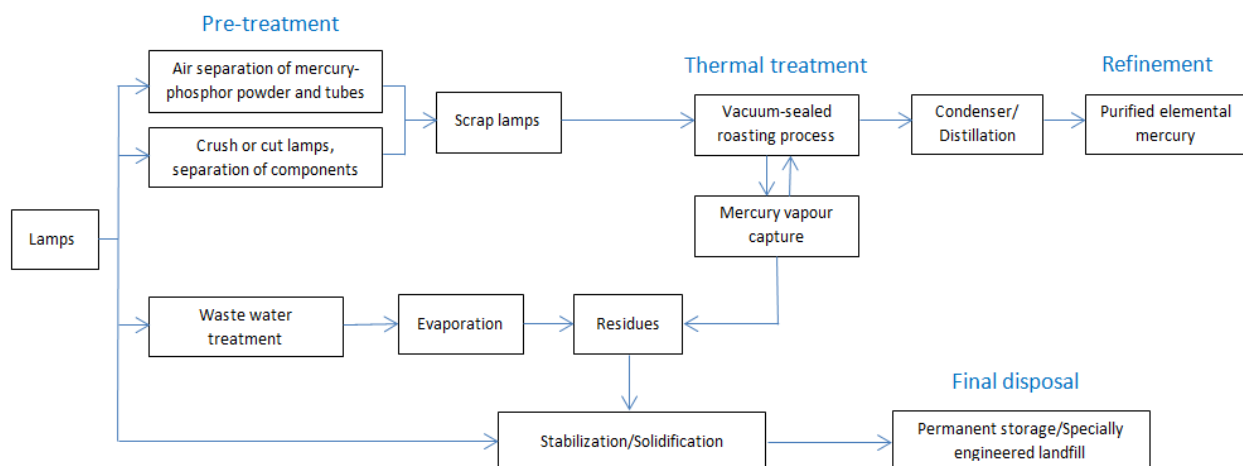 Pre-treatment
Air separation of mercury-
phosphor powder and tubes
Thermal treatment
Refinement
Scrap lamps
Vacuum-sealed
roasting process
Condenser/
Distillation
Purified elemental
mercury
Crush or cut lamps,
separation of components
Mercury vapour
capture
Lamps
Waste water
treatment
Evaporation
Residues
Final disposal
Stabilization/Solidification
Permanent storage/Specially
engineered landfill